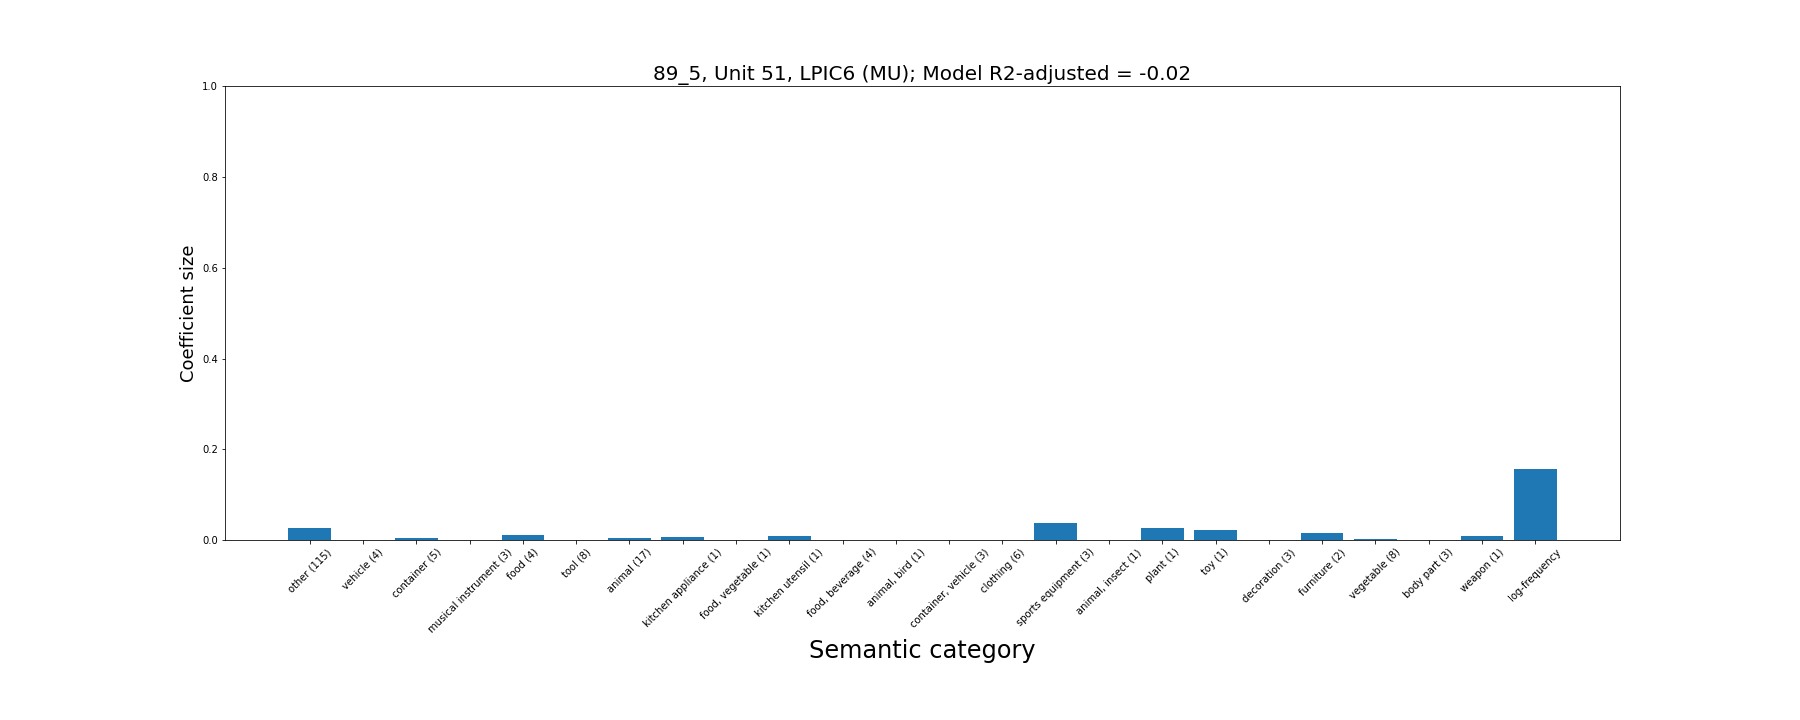 89_5, Unit 51, LPIC6 (MU); Model R2-adjusted = -0.02
Coefficient size
1.0
0.8
0.6
0.4
0.2
0.0
other (115)
vehicle (4)
container (5)
musical instrument (3)
food (4)
tool (8)
animal (17)
kitchen appliance (1)
food, vegetable (1)
kitchen utensil (1)
food, beverage (4)
animal, bird (1)
container, vehicle (3)
clothing (6)
sports equipment (3)
animal, insect (1)
plant (1)
toy (1)
decoration (3)
furniture (2)
vegetable (8)
body part (3)
weapon (1)
log-frequency
Semantic category